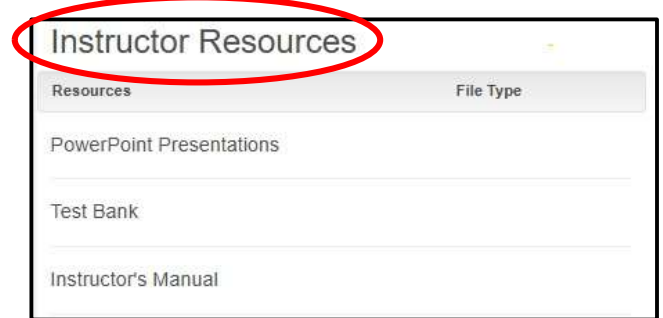 Instructor Resources
Resources File Type
PowerPoint Presentations
Test Bank
Instructor's Manual